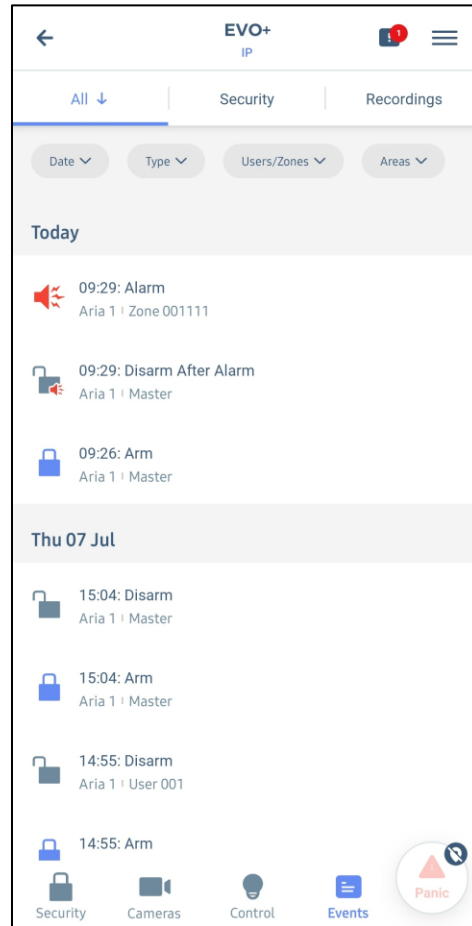 EVO+
IP
1
All ↓ Security Recordings
Date Type Users/Zones Areas
Today
09:29: Alarm
Aria 1 | Zone 001111
09:29: Disarm After Alarm
Aria 1 | Master
09:26: Arm
Aria 1 | Master
Thu 07 Jul
15:04: Disarm
Aria 1 | Master
15:04: Arm
Aria 1 | Master
14:55: Disarm
Aria 1 | User 001
14:55: Arm
Security Cameras Control Events Panic